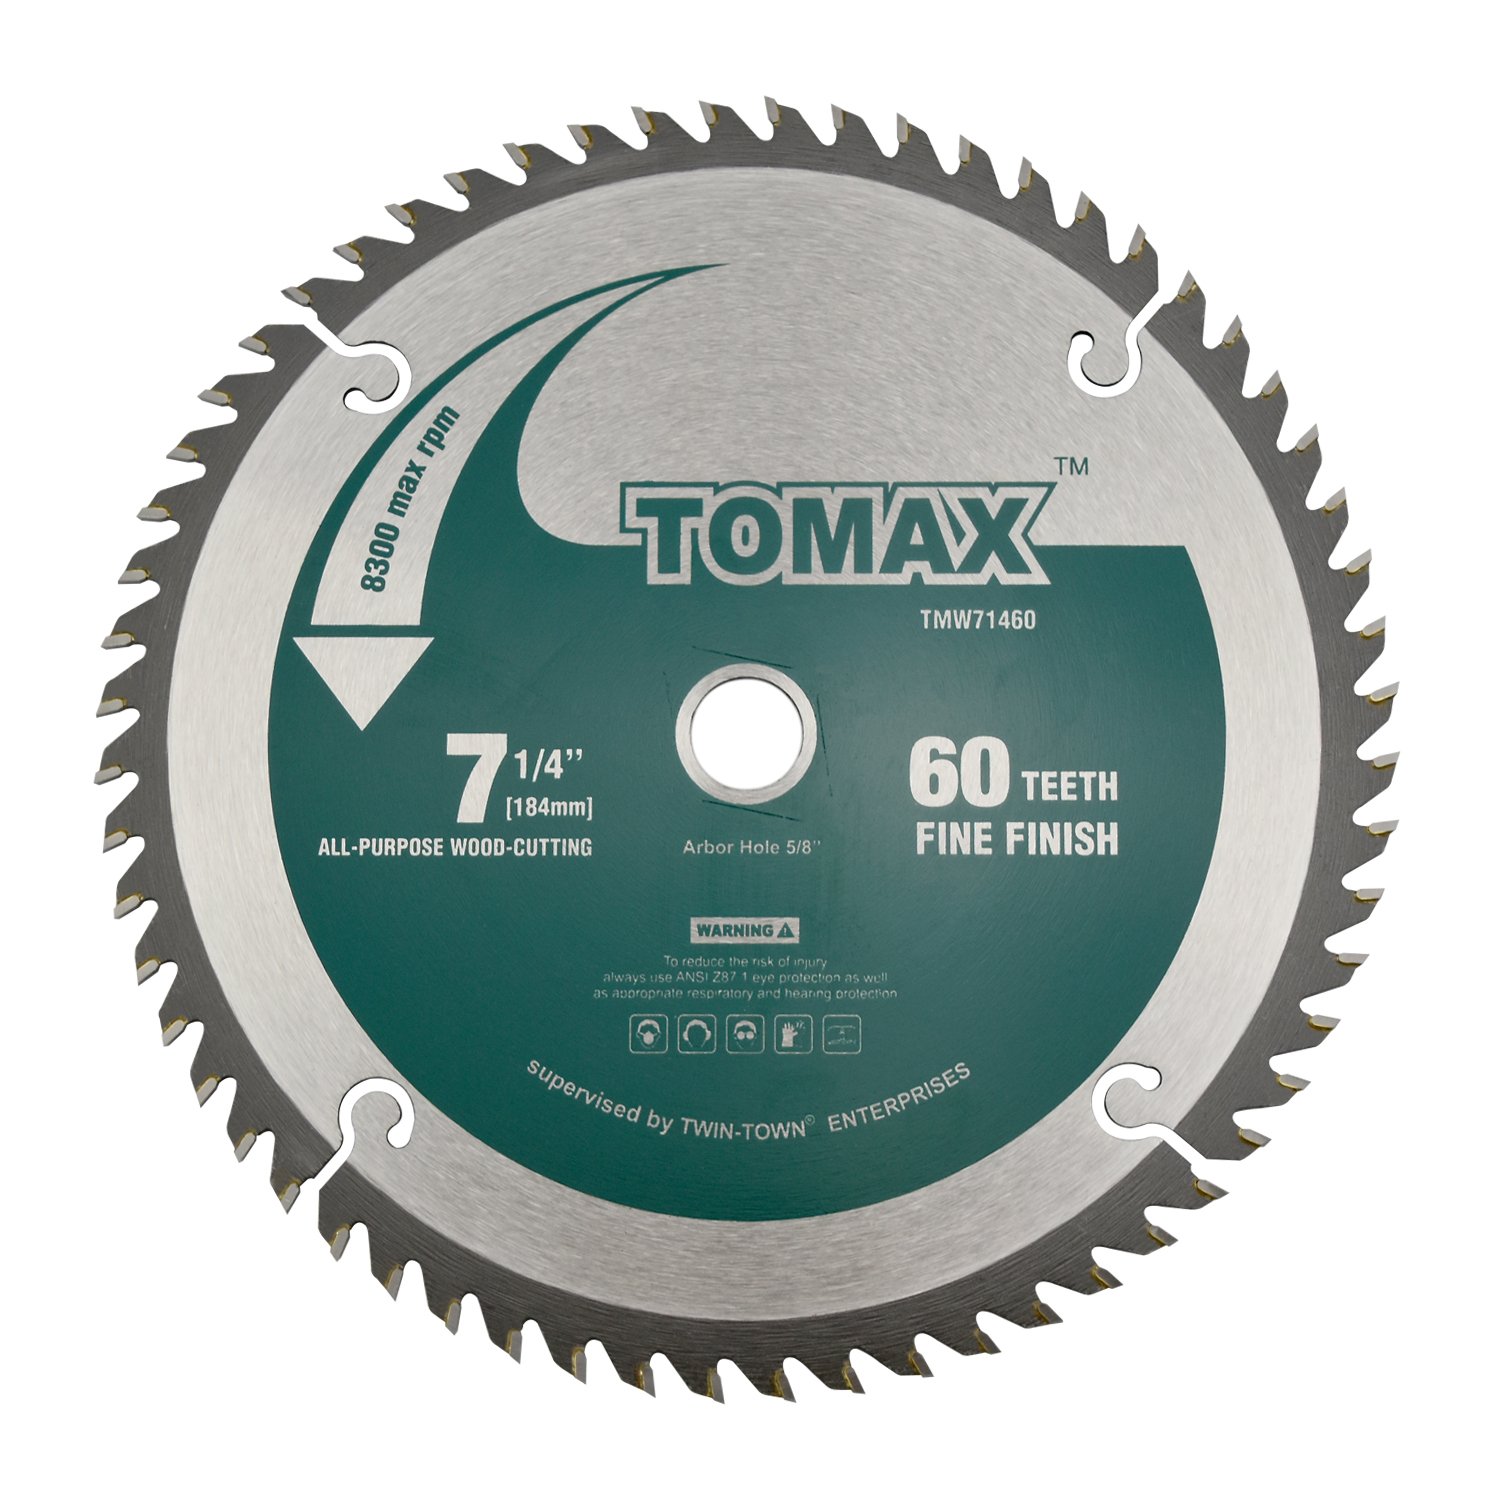 8300 max rpm
TOMAX™
TMW71460
7 1/4”
[184mm]
ALL-PURPOSE WOOD-CUTTING
Arbor Hole 5/8"
60 TEETH
FINE FINISH
WARNING
To reduce the risk of injury
always use ANSI Z87 1 eye protection as well
as appropriate respiratory and hearing protection
supervised by TWIN-TOWN® ENTERPRISES